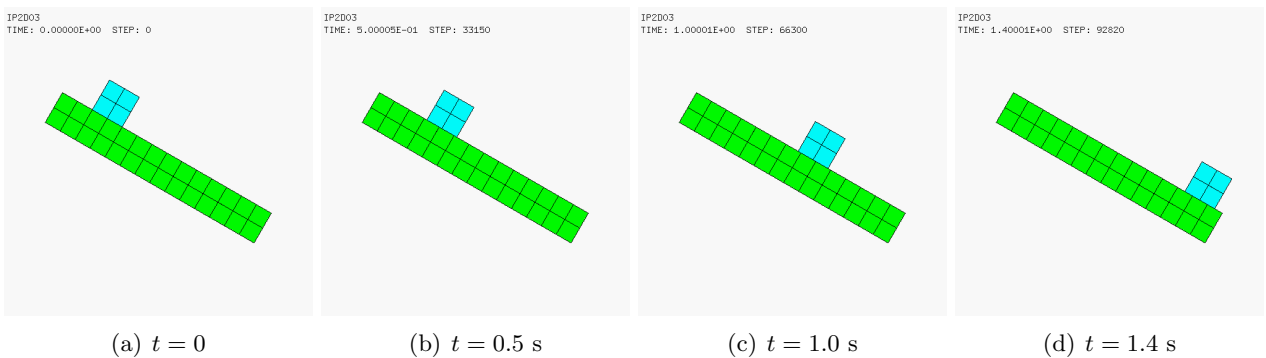 IP2D03
TIME: 0.00000E+00 STEP: 0
IP2D03
TIME: 5.00005E-01 STEP: 33150
IP2D03
TIME: 1.00001E+00 STEP: 66300
IP2D03
TIME: 1.40001E+00 STEP: 92820
(a) t = 0
(b) t = 0.5 s
(c) t = 1.0 s
(d) t = 1.4 s